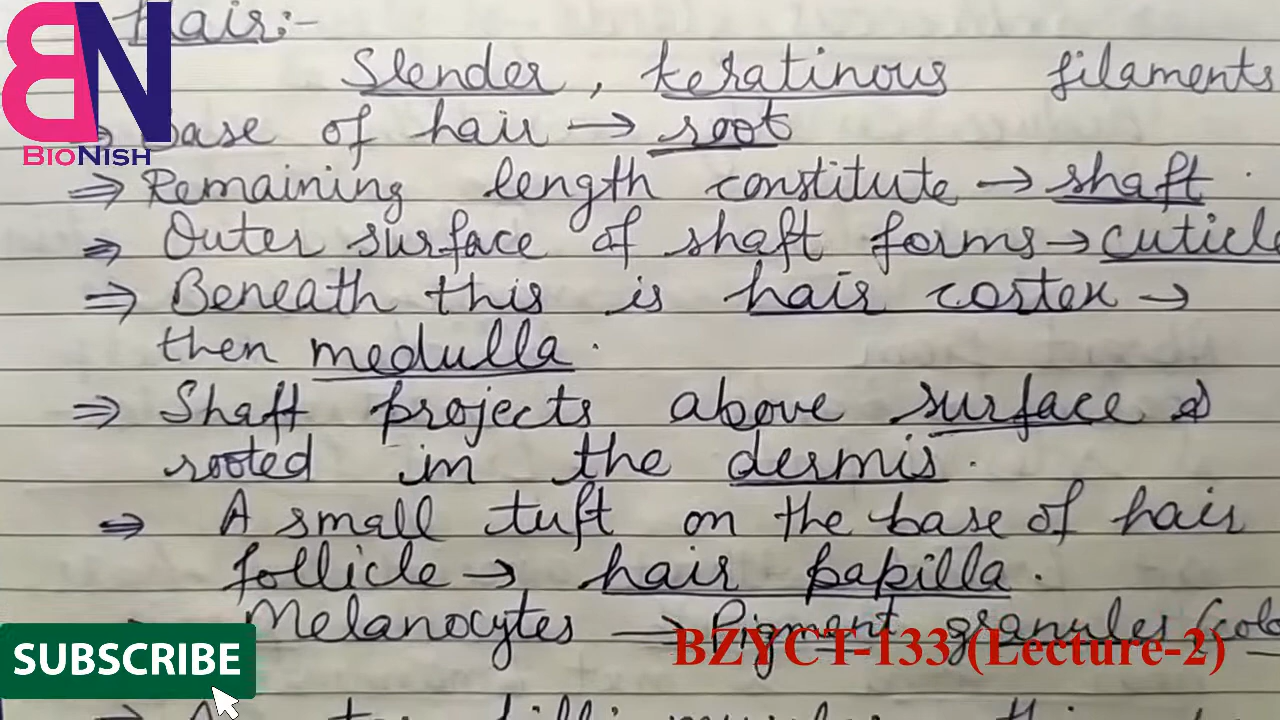 Hair:-
Slender, keratinous filaments
⇒ Base of hair → root
⇒ Remaining length constitute → shaft.
⇒ Outer surface of shaft forms → cuticle
⇒ Beneath this is hair cortex →
then medulla.
⇒ Shaft projects above surface &
rooted in the dermis.
⇒ A small tuft on the base of hair
follicle → hair papilla.
Melanocytes → Pigment granules
BN
BIONISH
SUBSCRIBE
BZYCT-133 (Lecture-2)